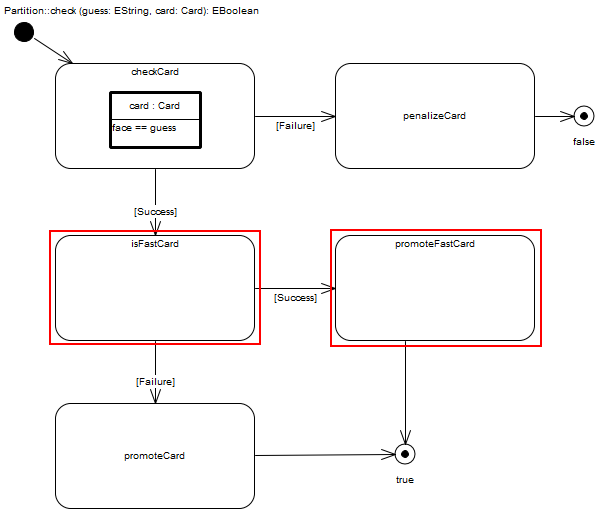 Partition::check (guess: EString, card: Card): EBoolean
checkCard
card : Card
face == guess
[Failure]
penalizeCard
false
[Success]
isFastCard
[Success]
promoteFastCard
[Failure]
promoteCard
true